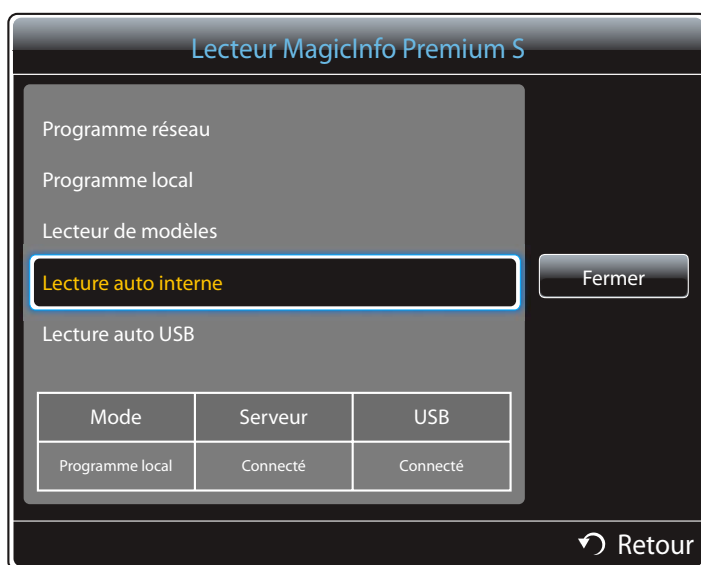 Lecteur MagicInfo Premium S
Programme réseau
Programme local
Lecteur de modèles
Lecture auto interne
Fermer
Lecture auto USB
Mode Serveur USB
Programme local Connecté Connecté
Retour